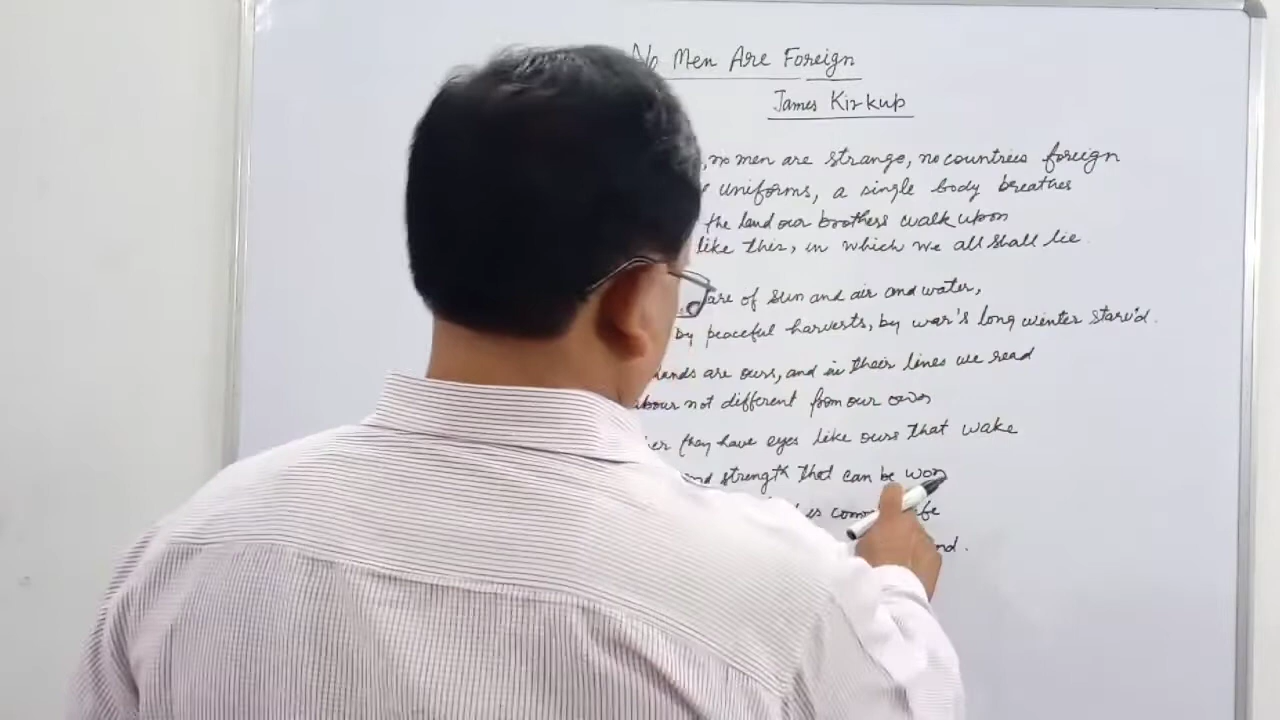 No Men Are Foreign
James Kirkup
, no men are strange, no countries foreign
uniforms, a single body breathes
the land our brothers walk upon
like this, in which we all shall lie.
are of sun and air and water,
by peaceful harvests, by war's long winter starv'd.
hands are ours, and in their lines we read
labour not different from our own
they have eyes like ours that wake
and strength that can be won
is